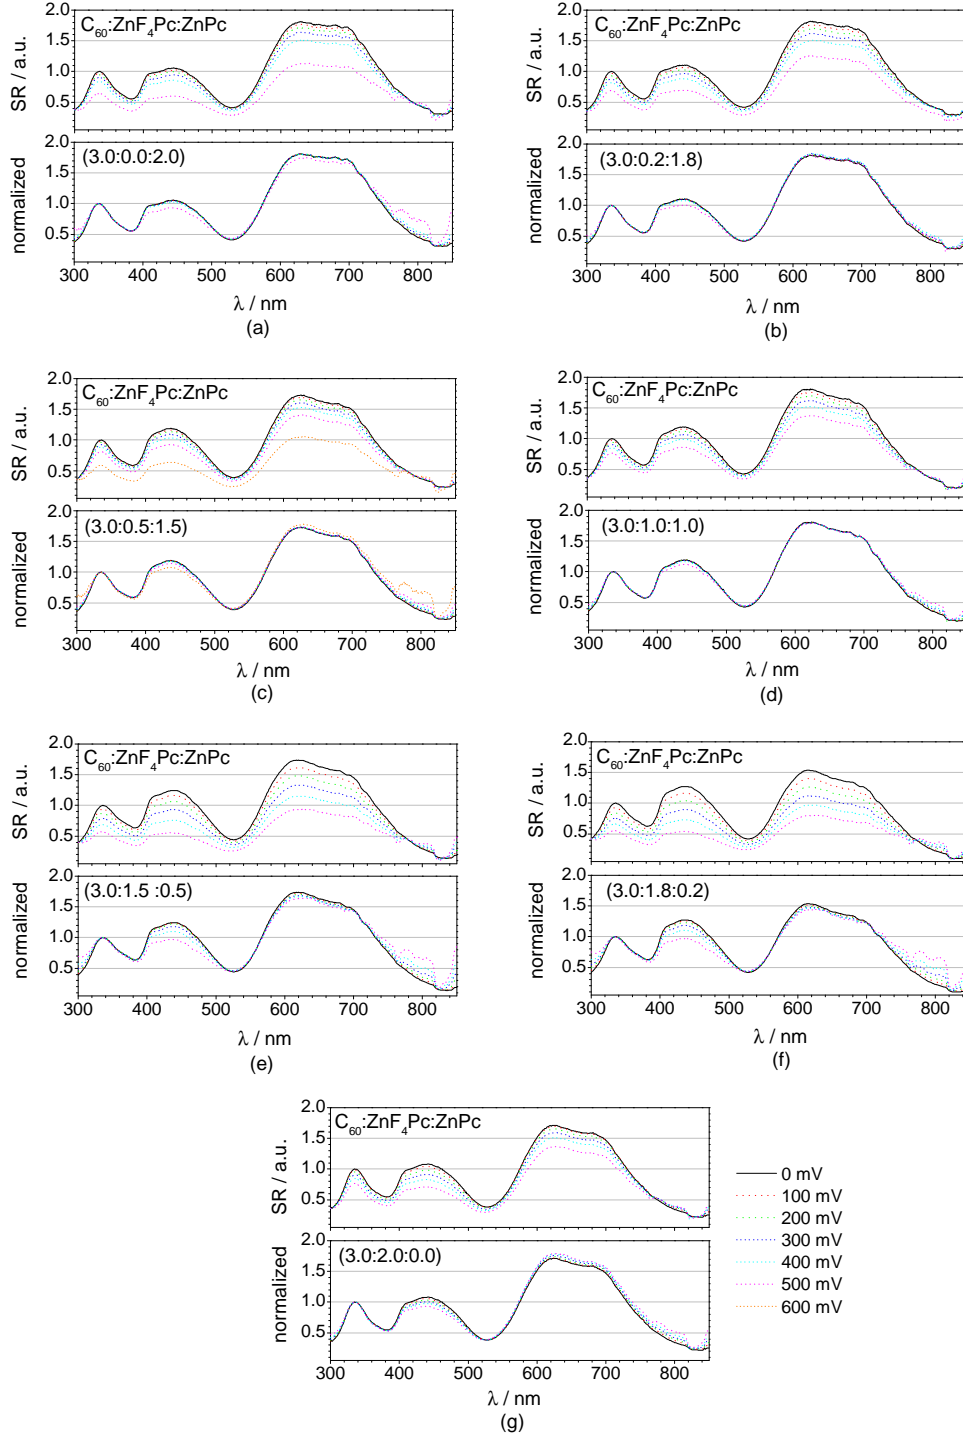 C60:ZnF4Pc:ZnPc
SR / a.u.
2.0
1.5
1.0
0.5
(3.0:0.0:2.0)
normalized
2.0
1.5
1.0
0.5
300 400 500 600 700 800
λ / nm
(a)
C60:ZnF4Pc:ZnPc
SR / a.u.
2.0
1.5
1.0
0.5
(3.0:0.2:1.8)
normalized
2.0
1.5
1.0
0.5
300 400 500 600 700 800
λ / nm
(b)
C60:ZnF4Pc:ZnPc
SR / a.u.
2.0
1.5
1.0
0.5
(3.0:0.5:1.5)
normalized
2.0
1.5
1.0
0.5
300 400 500 600 700 800
λ / nm
(c)
C60:ZnF4Pc:ZnPc
SR / a.u.
2.0
1.5
1.0
0.5
(3.0:1.0:1.0)
normalized
2.0
1.5
1.0
0.5
300 400 500 600 700 800
λ / nm
(d)
C60:ZnF4Pc:ZnPc
SR / a.u.
2.0
1.5
1.0
0.5
(3.0:1.5 :0.5)
normalized
2.0
1.5
1.0
0.5
300 400 500 600 700 800
λ / nm
(e)
C60:ZnF4Pc:ZnPc
SR / a.u.
2.0
1.5
1.0
0.5
(3.0:1.8:0.2)
normalized
2.0
1.5
1.0
0.5
300 400 500 600 700 800
λ / nm
(f)
C60:ZnF4Pc:ZnPc
SR / a.u.
2.0
1.5
1.0
0.5
(3.0:2.0:0.0)
normalized
2.0
1.5
1.0
0.5
300 400 500 600 700 800
λ / nm
(g)
0 mV
100 mV
200 mV
300 mV
400 mV
500 mV
600 mV